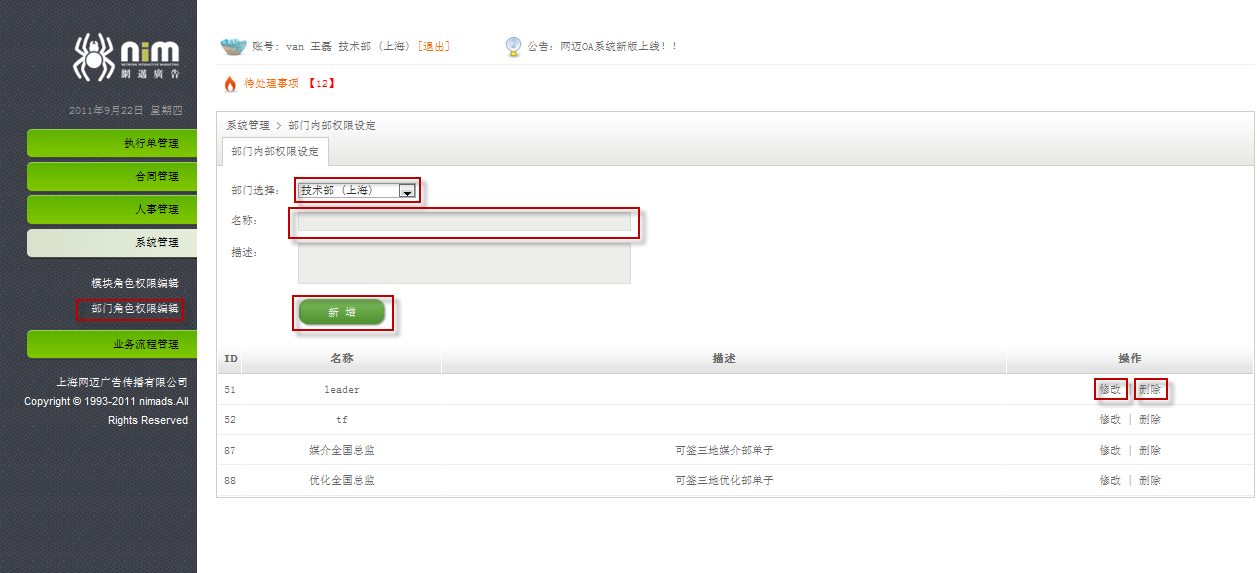 nim
NETWORK INTERACTIVE MARKETING
網邁廣告
2011年9月22日 星期四
执行单管理
合同管理
人事管理
系统管理
模块角色权限编辑
部门角色权限编辑
业务流程管理
上海网迈广告传播有限公司
Copyright © 1993-2011 nimads.All
Rights Reserved
账号: van 王磊 技术部 (上海) [退出]
公告: 网迈OA系统新版上线!!
待处理事项 【12】
系统管理 > 部门内部权限设定
部门内部权限设定
部门选择: 技术部 (上海)
名称:
描述:
新 增
ID 名称 描述 操作
51 leader 修改 | 删除
52 tf 修改 | 删除
87 媒介全国总监 可签三地媒介部单子 修改 | 删除
88 优化全国总监 可签三地优化部单子 修改 | 删除